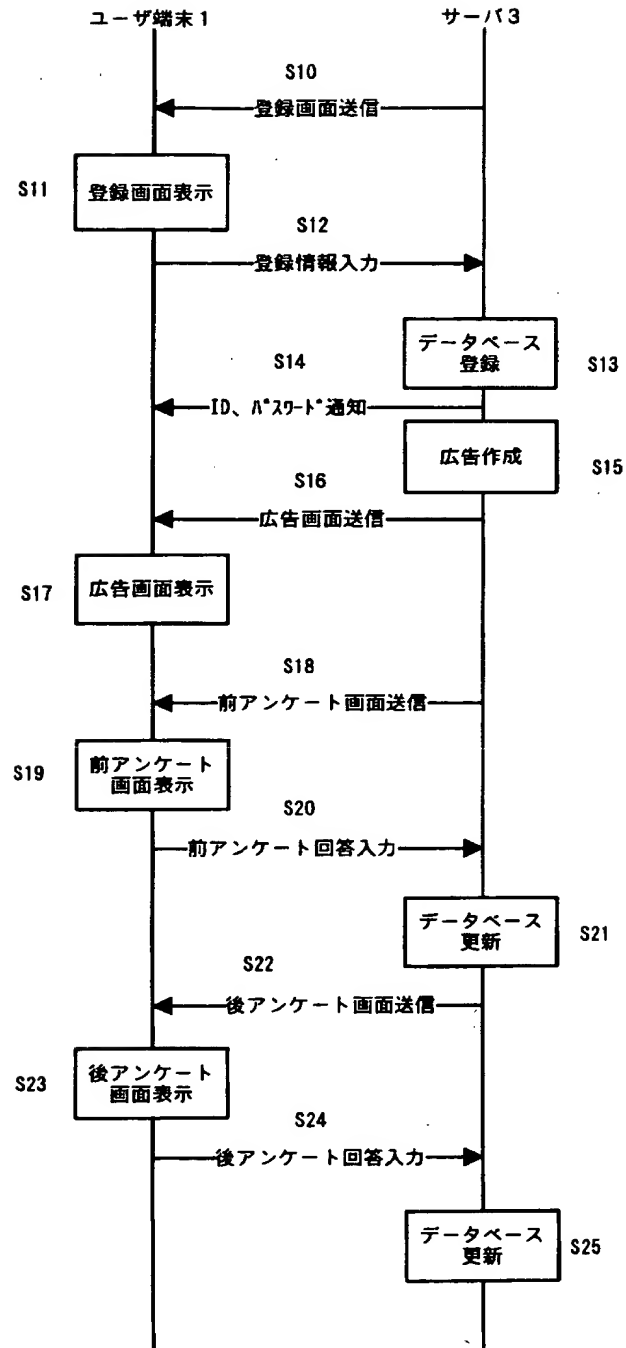 ユーザ端末1
サーバ3
S10
登録画面送信
S11
登録画面表示
S12
登録情報入力
データベース
登録
S13
S14
ID、パスワード通知
広告作成
S15
S16
広告画面送信
S17
広告画面表示
S18
前アンケート画面送信
S19
前アンケート
画面表示
S20
前アンケート回答入力
データベース
更新
S21
S22
後アンケート画面送信
S23
後アンケート
画面表示
S24
後アンケート回答入力
データベース
更新
S25